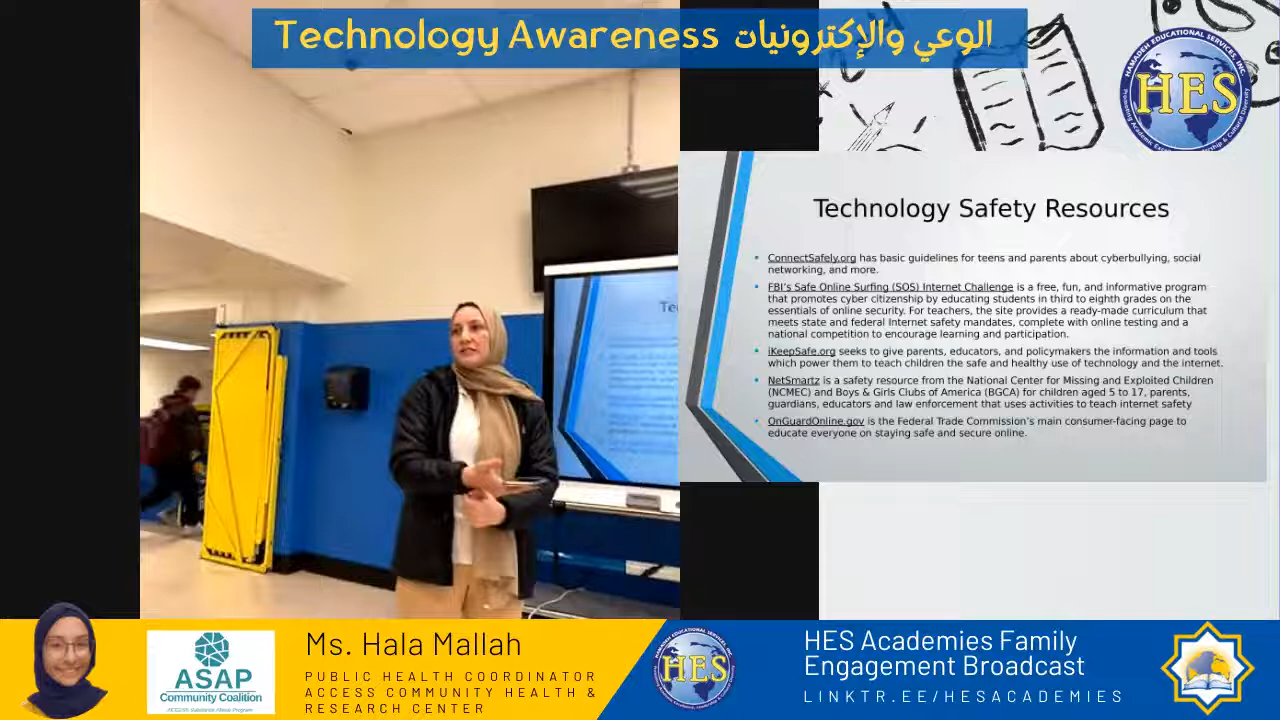 Technology Awareness الوعي والإكترونيات
HAMADEH EDUCATIONAL SERVICES, INC.
HES
Technology Safety Resources
ConnectSafely.org has basic guidelines for teens and parents about cyberbullying, social
networking, and more.
FBI's Safe Online Surfing (SOS) Internet Challenge is a free, fun, and informative program
that promotes cyber citizenship by educating students in third to eighth grades on the
essentials of online security. For teachers, the site provides a ready-made curriculum that
meets state and federal Internet safety mandates, complete with online testing and a
national competition to encourage learning and participation.
iKeepSafe.org seeks to give parents, educators, and policymakers the information and tools
which power them to teach children the safe and healthy use of technology and the internet.
NetSmartz is a safety resource from the National Center for Missing and Exploited Children
(NCMEC) and Boys & Girls Clubs of America (BGCA) for children aged 5 to 17, parents,
guardians, educators and law enforcement that uses activities to teach internet safety
OnGuardOnline.gov is the Federal Trade Commission's main consumer-facing page to
educate everyone on staying safe and secure online.
Te
ASAP
Community Coalition
ACCESS Substance Abuse Program
Ms. Hala Mallah
PUBLIC HEALTH COORDINATOR
ACCESS COMMUNITY HEALTH &
RESEARCH CENTER
HES
HES Academies Family
Engagement Broadcast
LINKTR.EE/HESACADEMIES